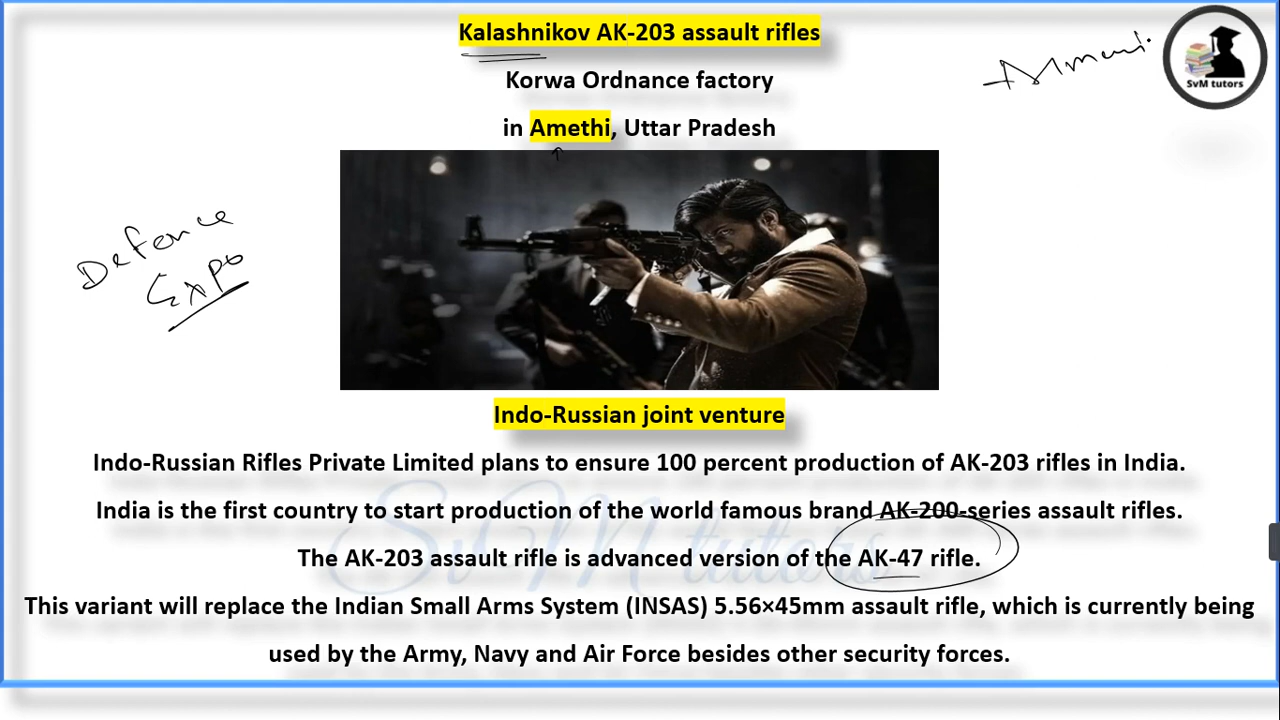 Kalashnikov AK-203 assault rifles
Korwa Ordnance factory
in Amethi, Uttar Pradesh
SvM tutors
Defence
Expo
Indo-Russian joint venture
Indo-Russian Rifles Private Limited plans to ensure 100 percent production of AK-203 rifles in India.
India is the first country to start production of the world famous brand AK-200-series assault rifles.
The AK-203 assault rifle is advanced version of the AK-47 rifle.
This variant will replace the Indian Small Arms System (INSAS) 5.56×45mm assault rifle, which is currently being
used by the Army, Navy and Air Force besides other security forces.
SvM tutors